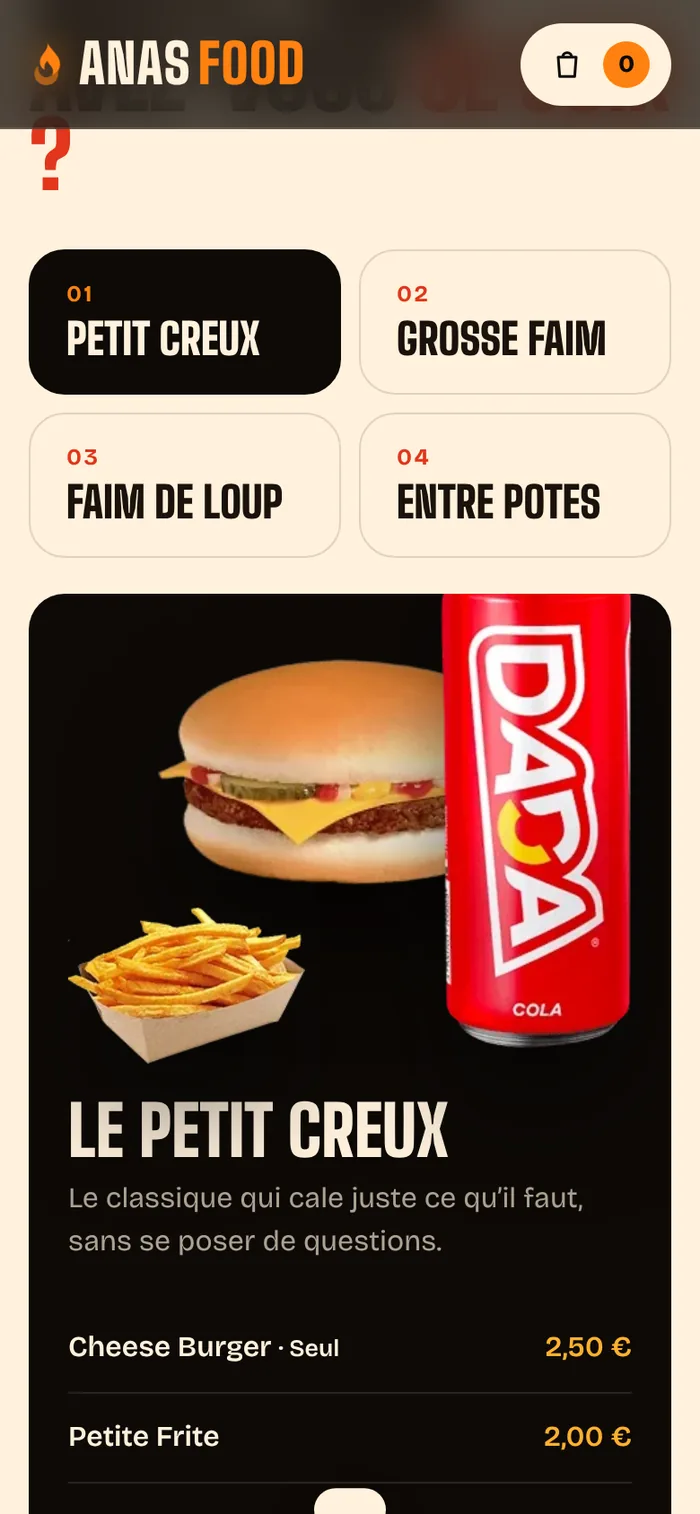 ANAS FOOD
0
?
01
PETIT CREUX
02
GROSSE FAIM
03
FAIM DE LOUP
04
ENTRE POTES
DADA
COLA
LE PETIT CREUX
Le classique qui cale juste ce qu’il faut,
sans se poser de questions.
Cheese Burger · Seul
2,50 €
Petite Frite
2,00 €